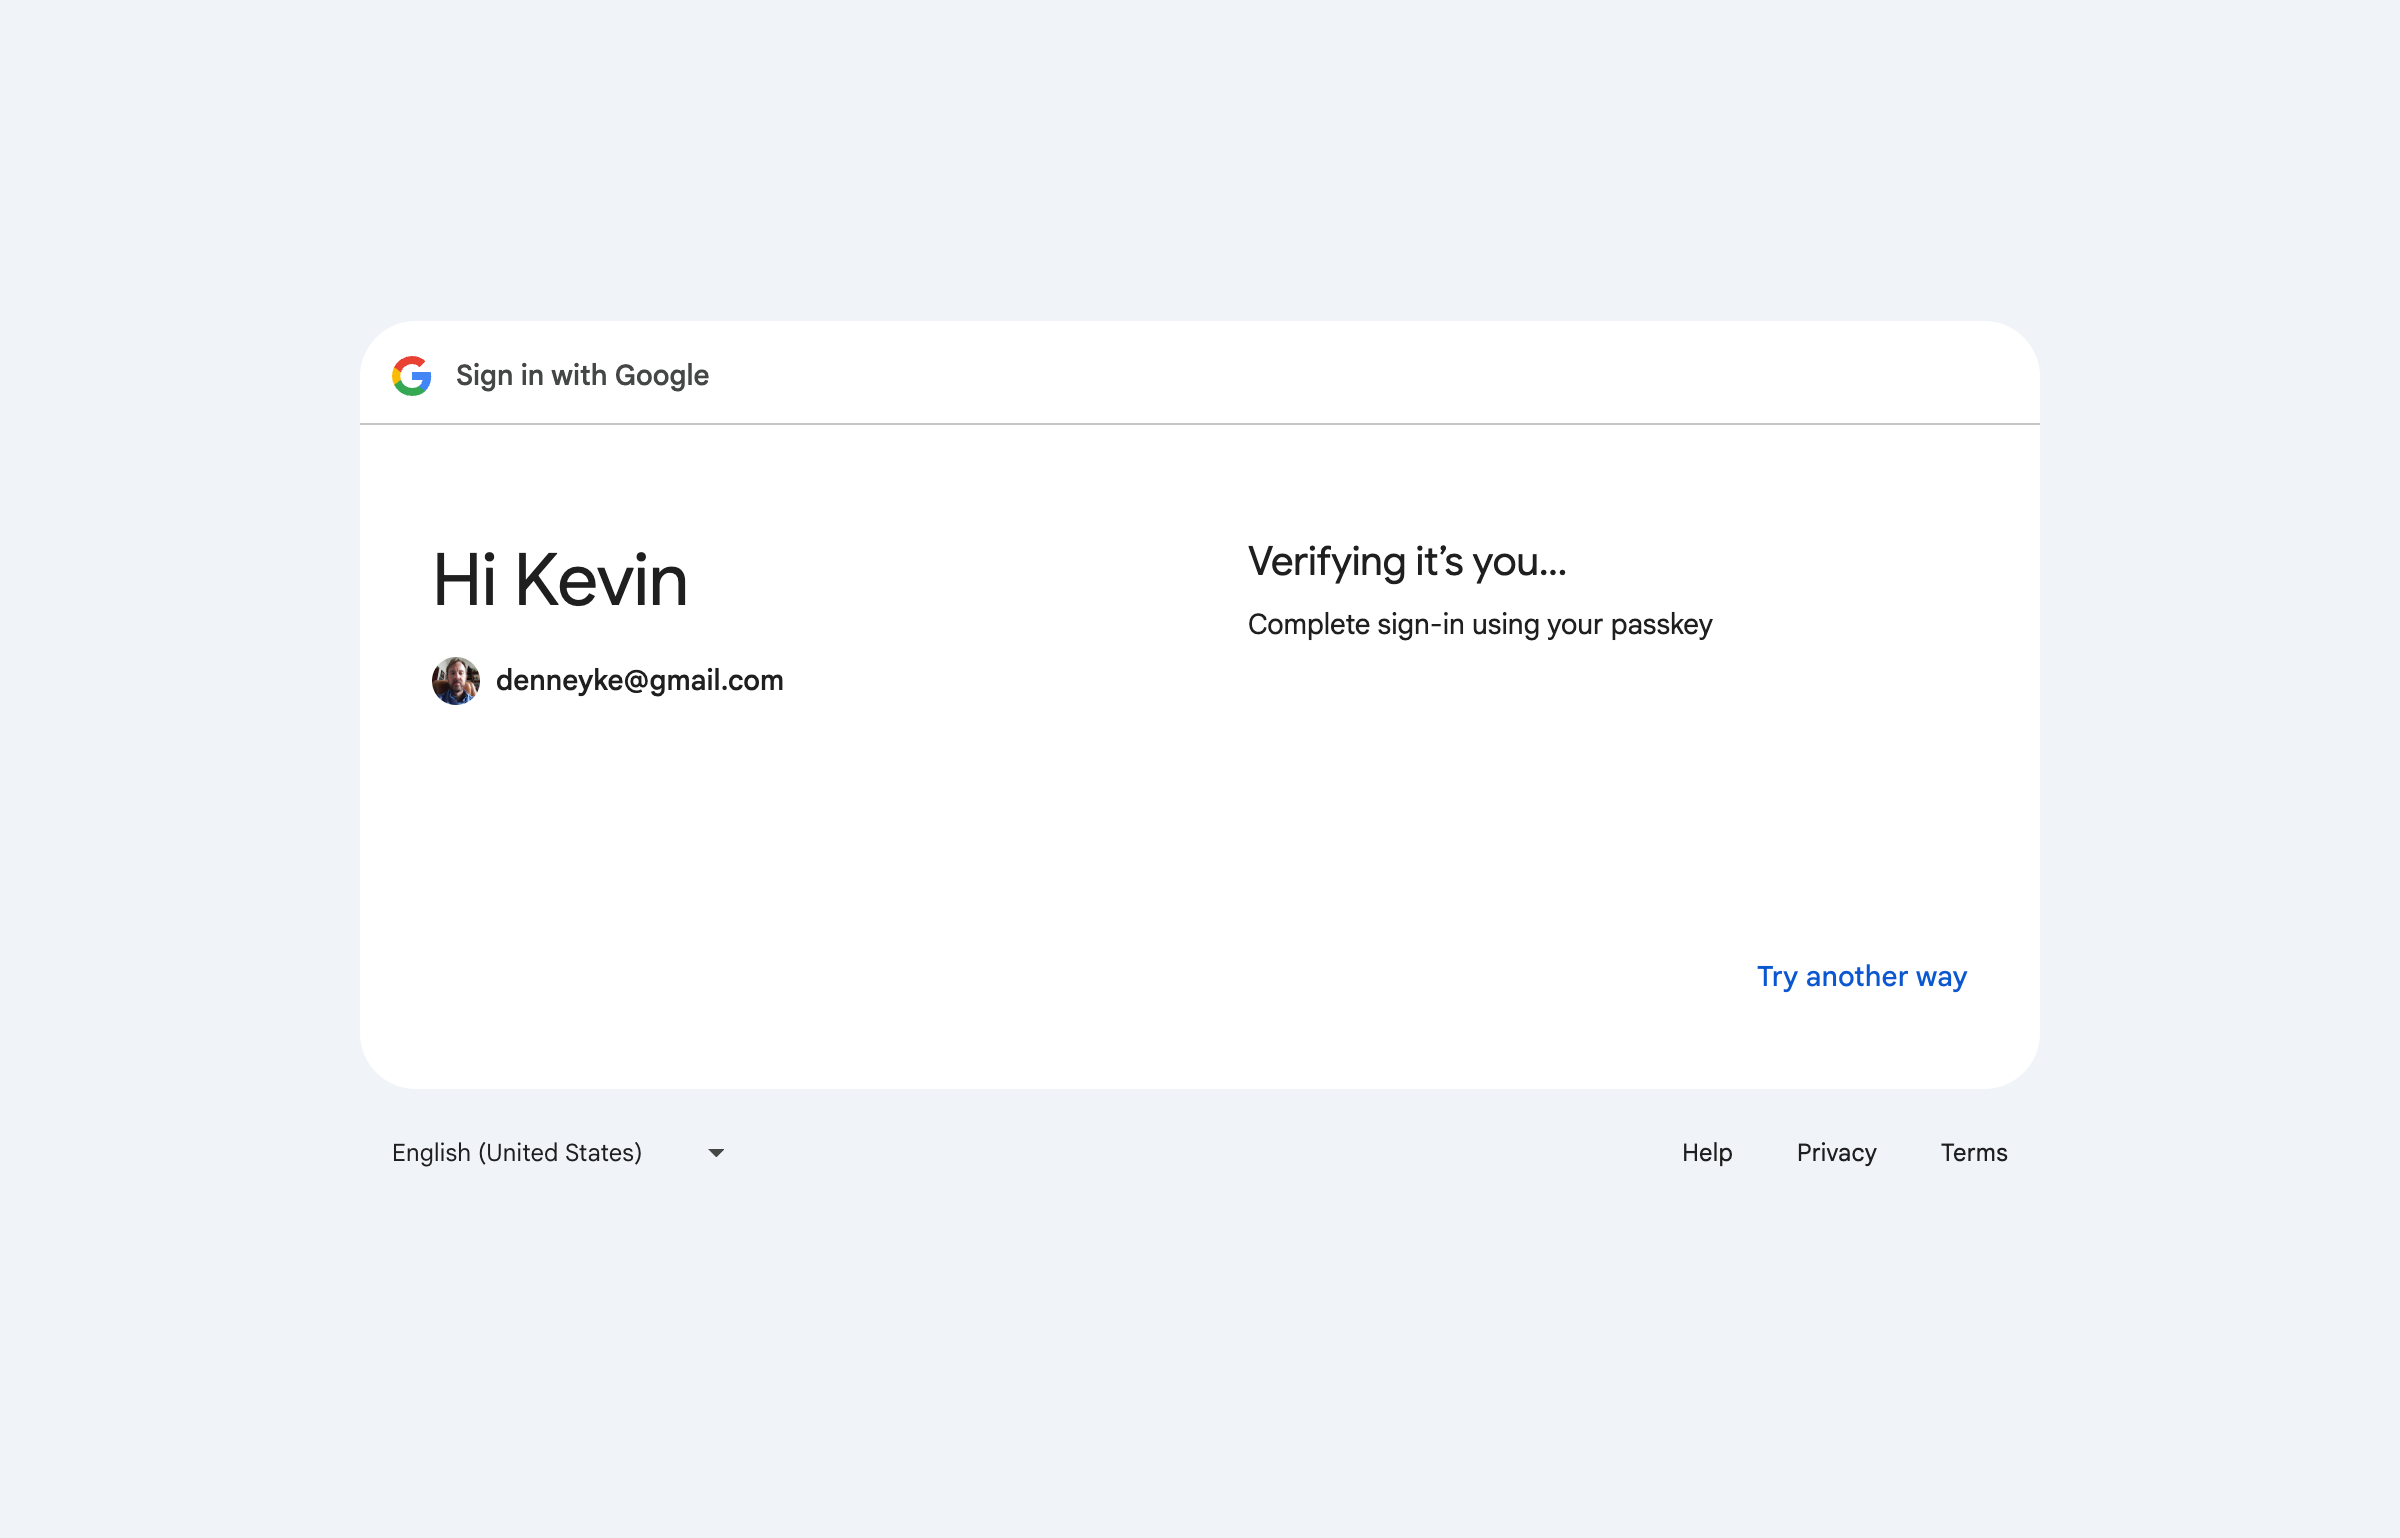 Sign in with Google
Hi Kevin
denneyke@gmail.com
Verifying it’s you...
Complete sign-in using your passkey
Try another way
English (United States)
Help
Privacy
Terms